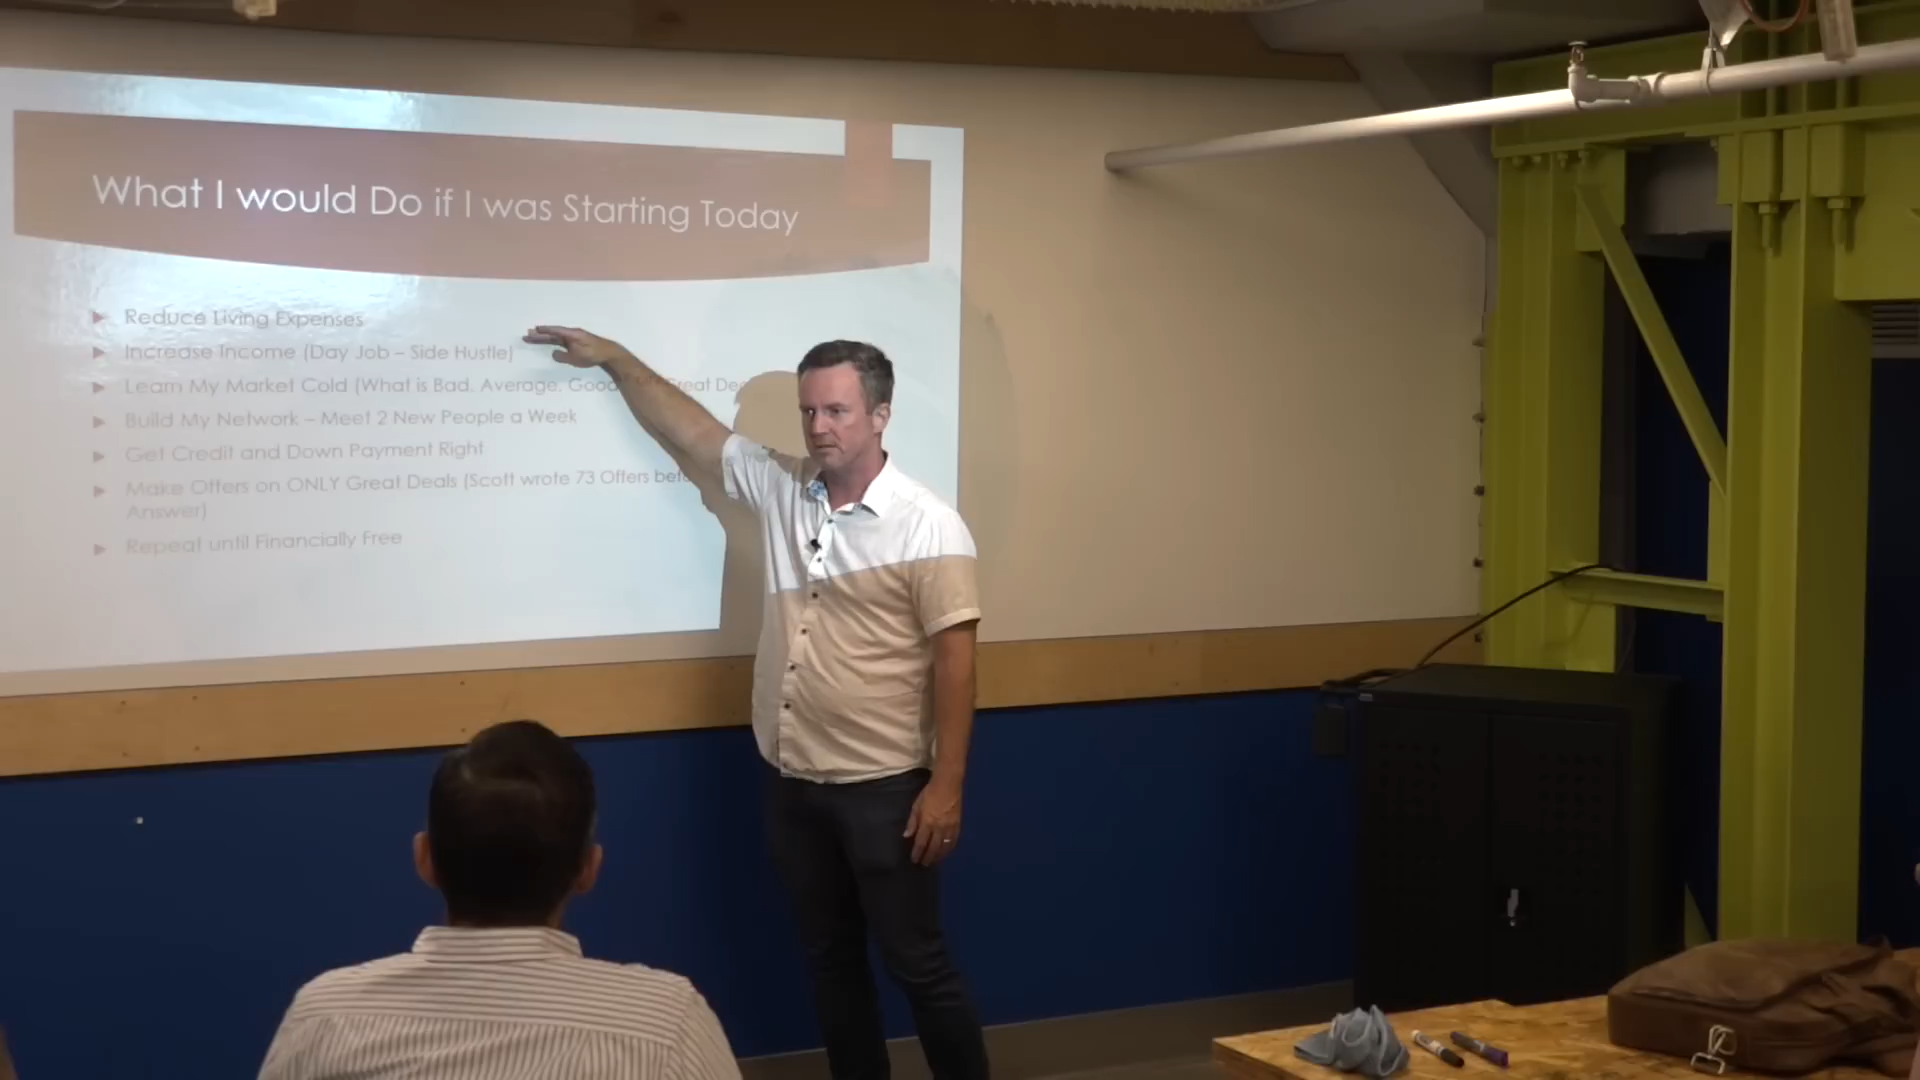 What I would Do if I was Starting Today
Reduce Living Expenses
Increase Income (Day Job – Side Hustle)
Learn My Market Cold (What is Bad, Average, Good Great
Build My Network – Meet 2 New People a Week
Get Credit and Down Payment Right
Make Offers on ONLY Great Deals (Scott wrote 73 Offers
Answer)
Repeat until Financially Free